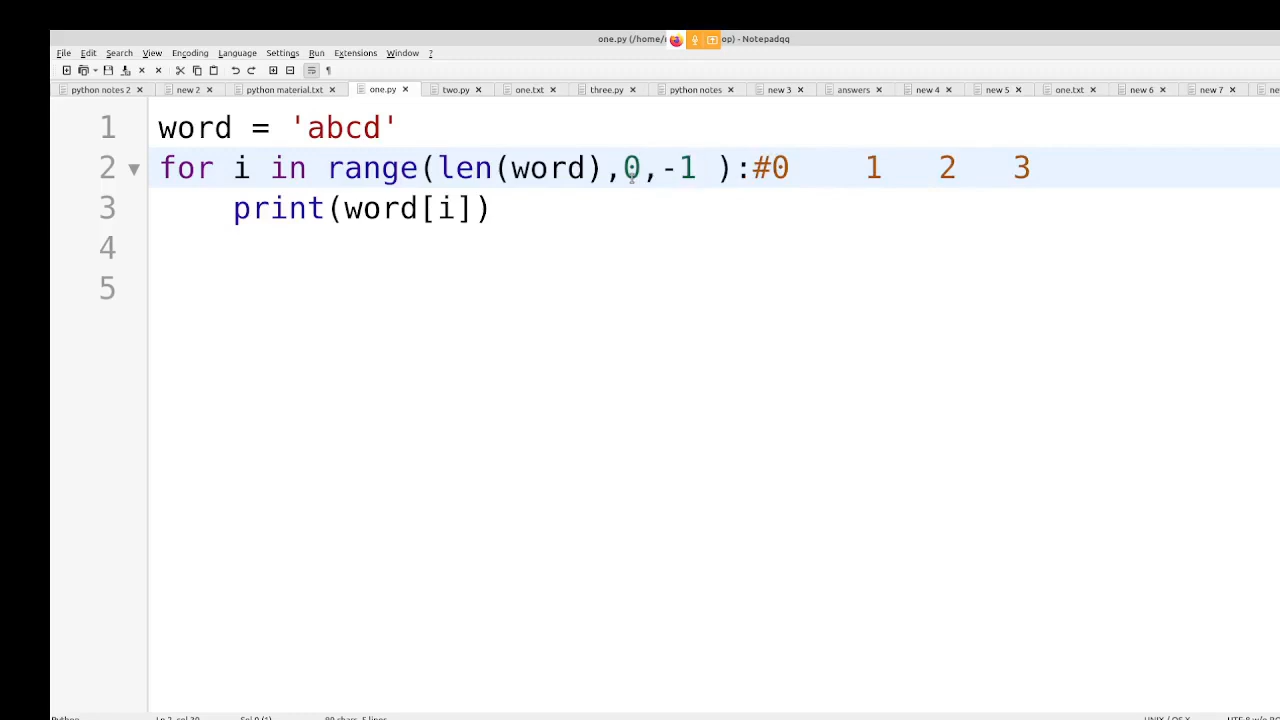 one.py (/home/ op) - Notepadqq
File Edit Search View Encoding Language Settings Run Extensions Window ?
python notes 2 new 2 python material.txt one.py two.py one.txt three.py python notes new 3 answers new 4 new 5 one.txt new 6 new 7
1 word = 'abcd'
2 for i in range(len(word),0,-1 ):#0 1 2 3
3 print(word[i])
4
5